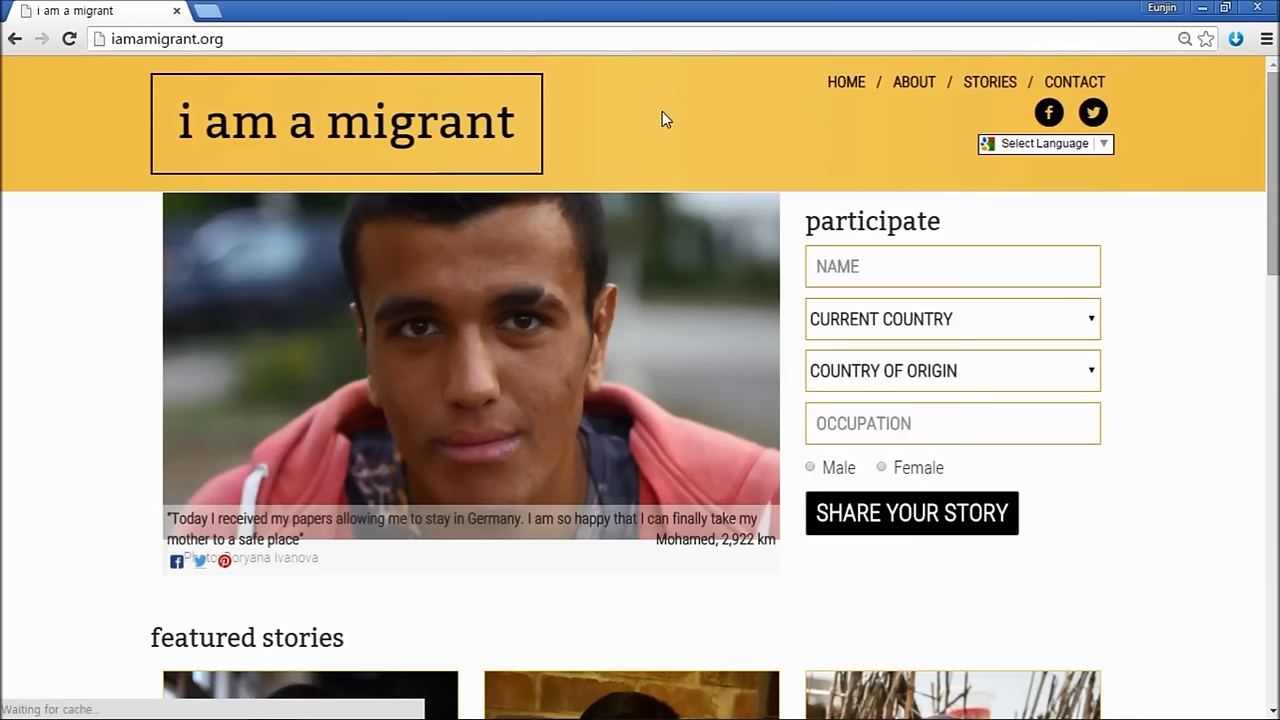 i am a migrant
Eunjin
iamamigrant.org
i am a migrant
HOME / ABOUT / STORIES / CONTACT
Select Language
participate
NAME
CURRENT COUNTRY
COUNTRY OF ORIGIN
OCCUPATION
Male Female
SHARE YOUR STORY
"Today I received my papers allowing me to stay in Germany. I am so happy that I can finally take my
mother to a safe place"
Mohamed, 2,922 km
Photo: Boryana Ivanova
featured stories
Waiting for cache...